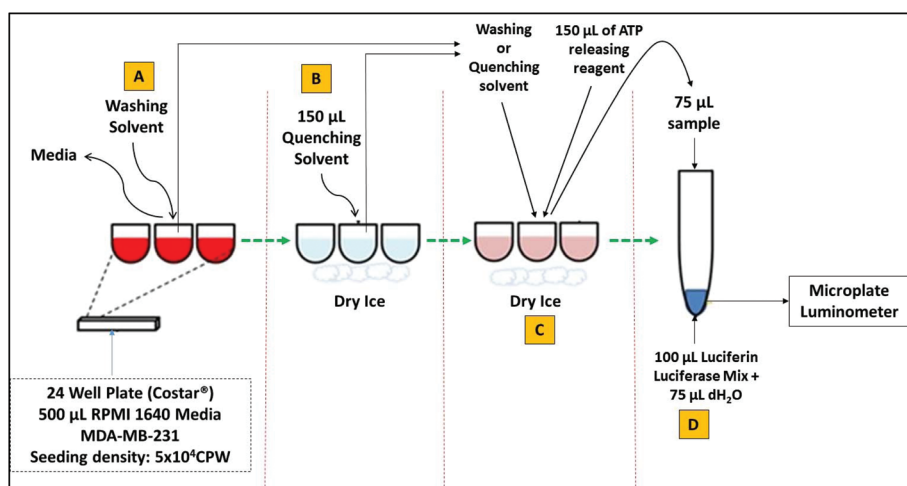 A
Washing
Solvent
Media
B
150 µL
Quenching
Solvent
Dry Ice
Washing
or
Quenching
solvent
150 µL of ATP
releasing
reagent
Dry Ice
C
75 µL
sample
Microplate
Luminometer
100 µL Luciferin
Luciferase Mix +
75 µL dH₂O
D
24 Well Plate (Costar®)
500 µL RPMI 1640 Media
MDA-MB-231
Seeding density: 5x10⁴CPW